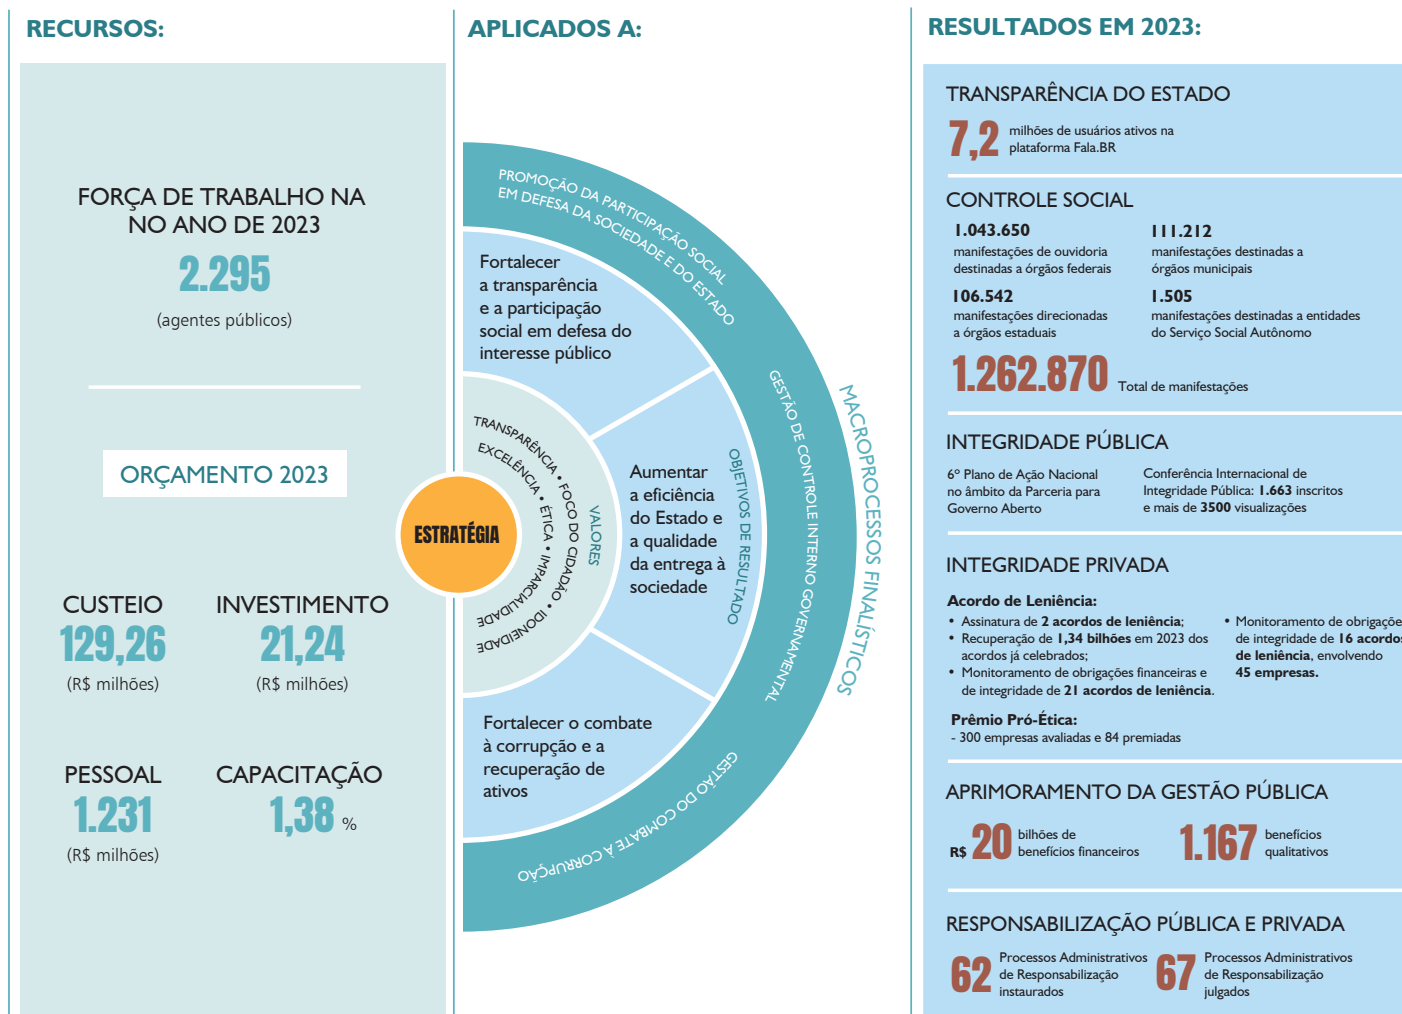 RECURSOS:
FORÇA DE TRABALHO NA
NO ANO DE 2023
2.295
(agentes públicos)
ORÇAMENTO 2023
CUSTEIO
129,26
(R$ milhões)
INVESTIMENTO
21,24
(R$ milhões)
PESSOAL
1.231
(R$ milhões)
CAPACITAÇÃO
1,38 %
APLICADOS A:
PROMOÇÃO DA PARTICIPAÇÃO SOCIAL
EM DEFESA DA SOCIEDADE E DO ESTADO
GESTÃO DE CONTROLE INTERNO GOVERNAMENTAL
GESTÃO DO COMBATE À CORRUPÇÃO
MACROPROCESSOS FINALÍSTICOS
Fortalecer
a transparência
e a participação
social em defesa do
interesse público
Aumentar
a eficiência
do Estado e
a qualidade
da entrega à
sociedade
OBJETIVOS DE RESULTADO
Fortalecer o combate
à corrupção e a
recuperação de
ativos
TRANSPARÊNCIA • FOCO DO CIDADÃO • IDONEIDADE
EXCELÊNCIA • ÉTICA • IMPARCIALIDADE
VALORES
ESTRATÉGIA
RESULTADOS EM 2023:
TRANSPARÊNCIA DO ESTADO
7,2 milhões de usuários ativos na
plataforma Fala.BR
CONTROLE SOCIAL
1.043.650
manifestações de ouvidoria
destinadas a órgãos federais
111.212
manifestações destinadas a
órgãos municipais
106.542
manifestações direcionadas
a órgãos estaduais
1.505
manifestações destinadas a entidades
do Serviço Social Autônomo
1.262.870 Total de manifestações
INTEGRIDADE PÚBLICA
6º Plano de Ação Nacional
no âmbito da Parceria para
Governo Aberto
Conferência Internacional de
Integridade Pública: 1.663 inscritos
e mais de 3500 visualizações
INTEGRIDADE PRIVADA
Acordo de Leniência:
• Assinatura de 2 acordos de leniência;
• Recuperação de 1,34 bilhões em 2023 dos
acordos já celebrados;
• Monitoramento de obrigações financeiras e
de integridade de 21 acordos de leniência.
• Monitoramento de obrigaçõe
de integridade de 16 acordos
de leniência, envolvendo
45 empresas.
Prêmio Pró-Ética:
- 300 empresas avaliadas e 84 premiadas
APRIMORAMENTO DA GESTÃO PÚBLICA
R$ 20 bilhões de
benefícios financeiros
1.167 benefícios
qualitativos
RESPONSABILIZAÇÃO PÚBLICA E PRIVADA
62 Processos Administrativos
de Responsabilização
instaurados
67 Processos Administrativos
de Responsabilização
julgados